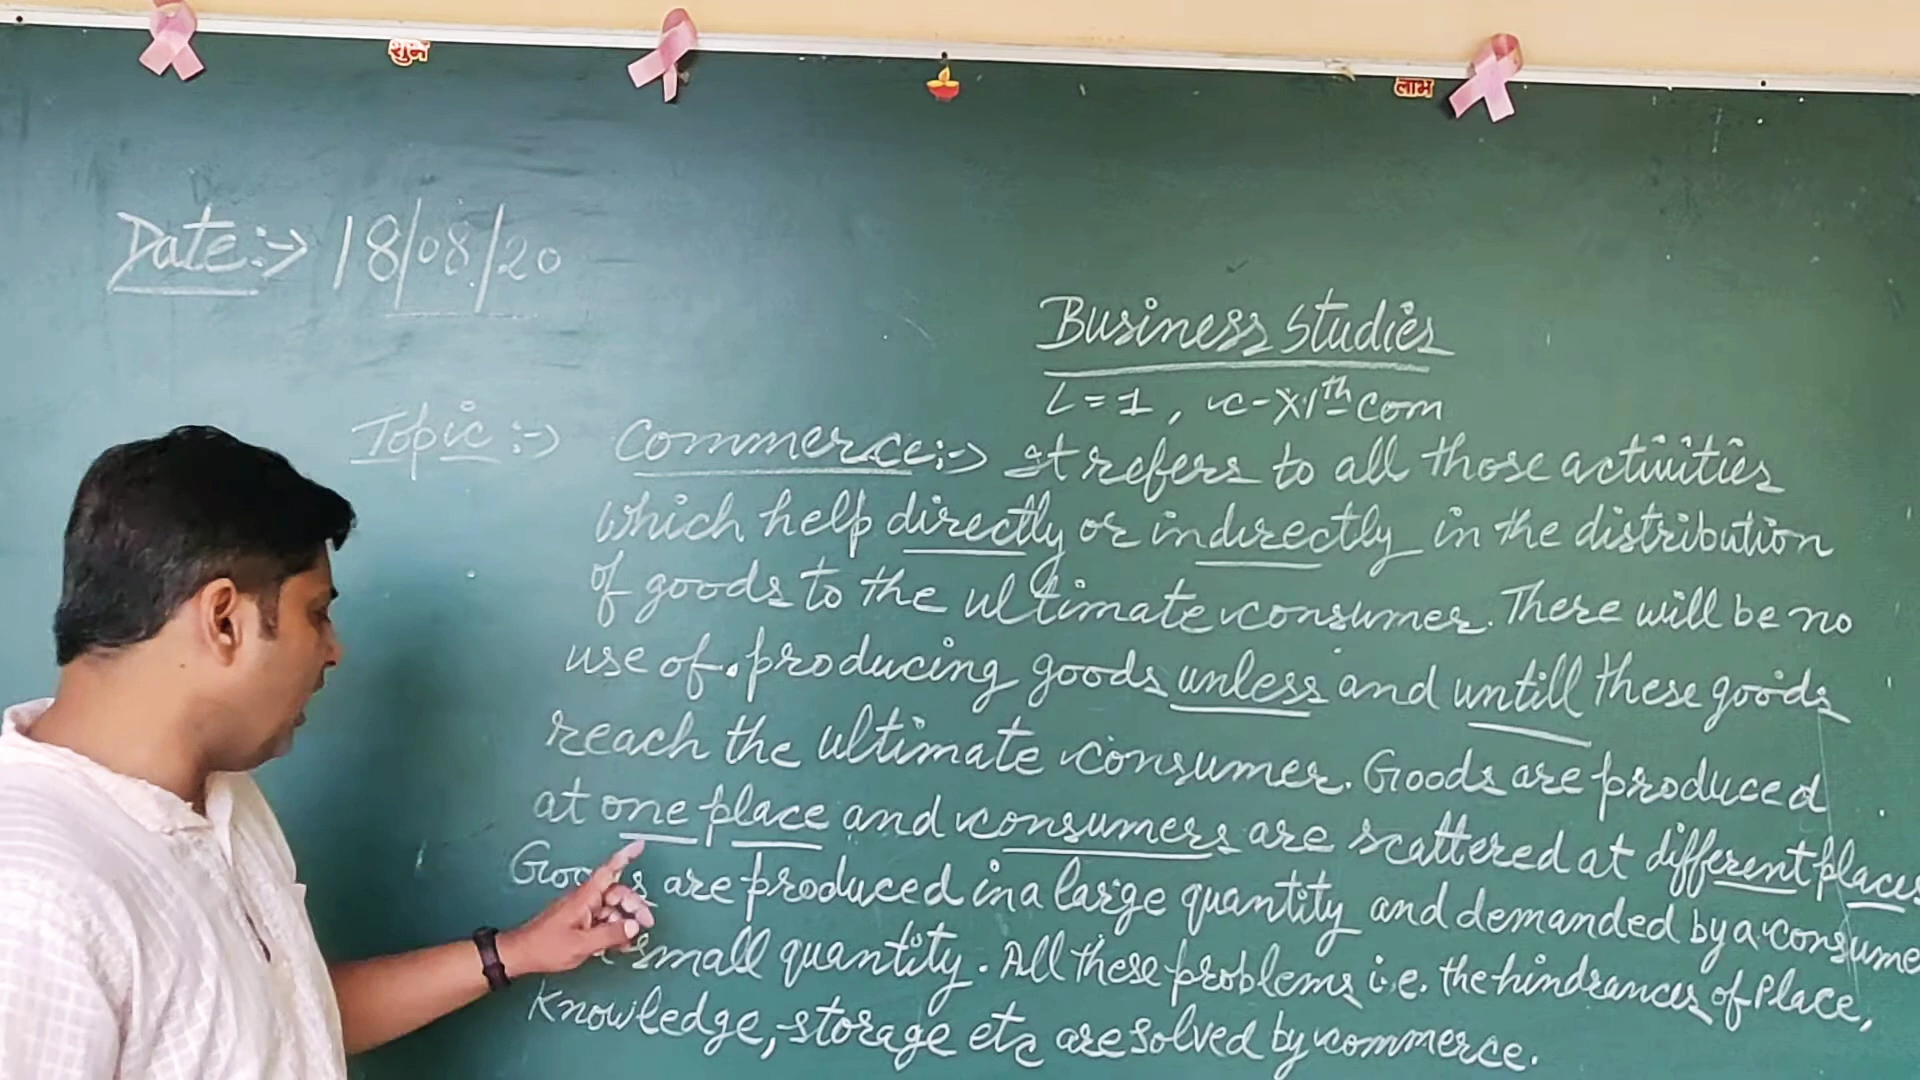 शुभ
लाभ
Date:-> 18/08/20
Business Studies
L=1, C-XIth Com
Topic:-> Commerce:-> It refers to all those activities
which help directly or indirectly in the distribution
of goods to the ultimate consumer. There will be no
use of producing goods unless and untill these goods
reach the ultimate consumer. Goods are produced
at one place and consumers are scattered at different places
are produced in a large quantity and demanded by a consume
small quantity. All these problems i.e. the hindrances of Place,
Knowledge, storage etc are solved by commerce.